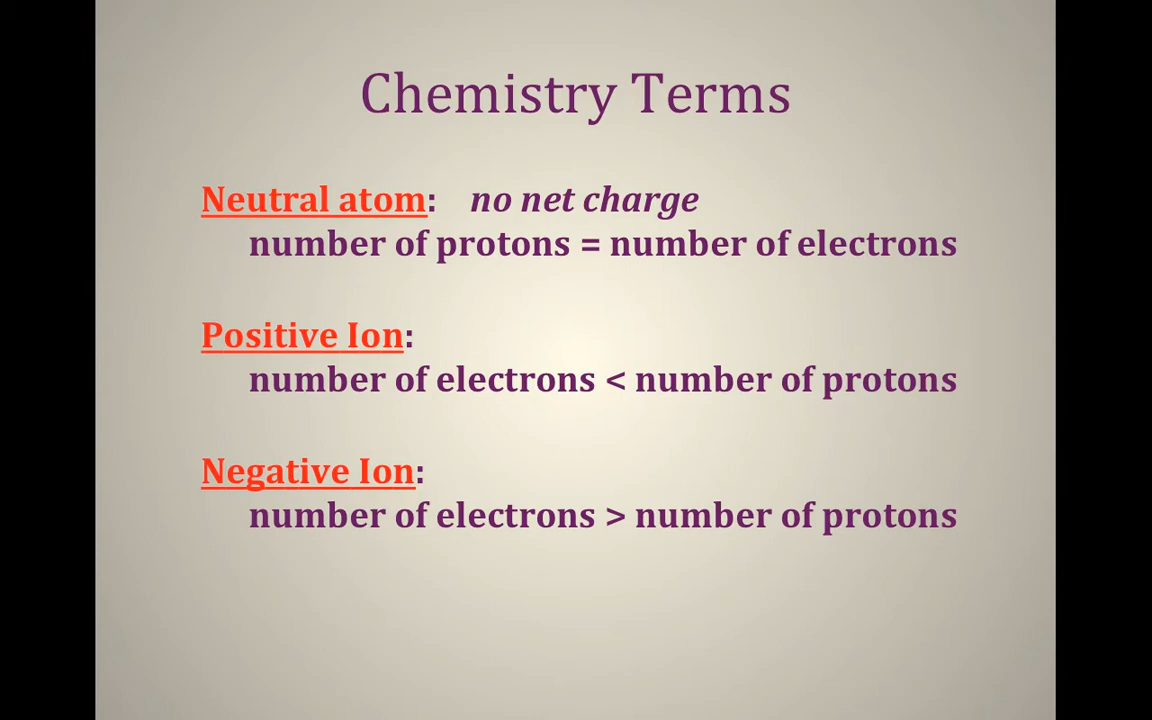 Chemistry Terms
Neutral atom: no net charge
number of protons = number of electrons
Positive Ion:
number of electrons < number of protons
Negative Ion:
number of electrons > number of protons